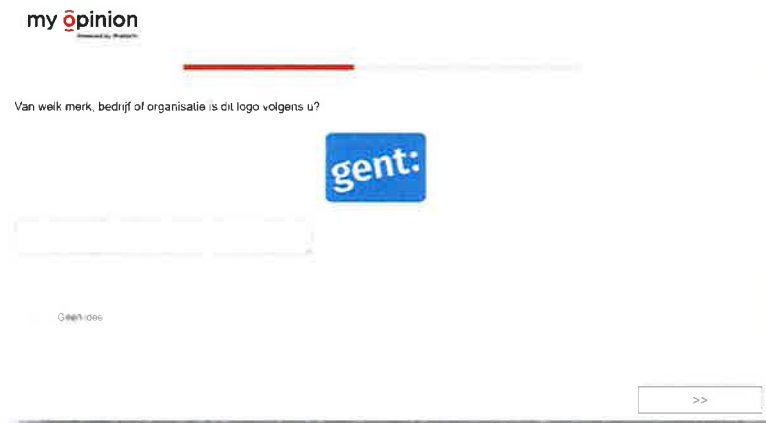 my opinion
Van welk merk, bedrijf of organisatie is dit logo volgens u?
gent:
Geen idee
>>